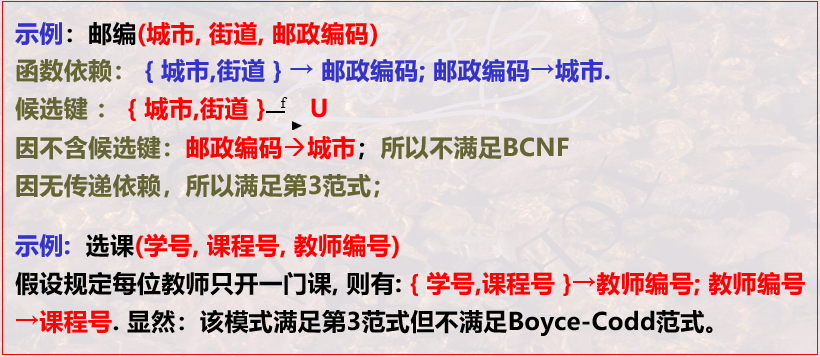 示例：邮编(城市, 街道, 邮政编码)
函数依赖： { 城市,街道 } → 邮政编码; 邮政编码→城市.
候选键 ： { 城市,街道 } f→ U
因不含候选键：邮政编码→城市；所以不满足BCNF
因无传递依赖，所以满足第3范式；
示例: 选课(学号, 课程号, 教师编号)
假设规定每位教师只开一门课, 则有: { 学号,课程号 }→教师编号; 教师编号
→课程号. 显然：该模式满足第3范式但不满足Boyce-Codd范式。